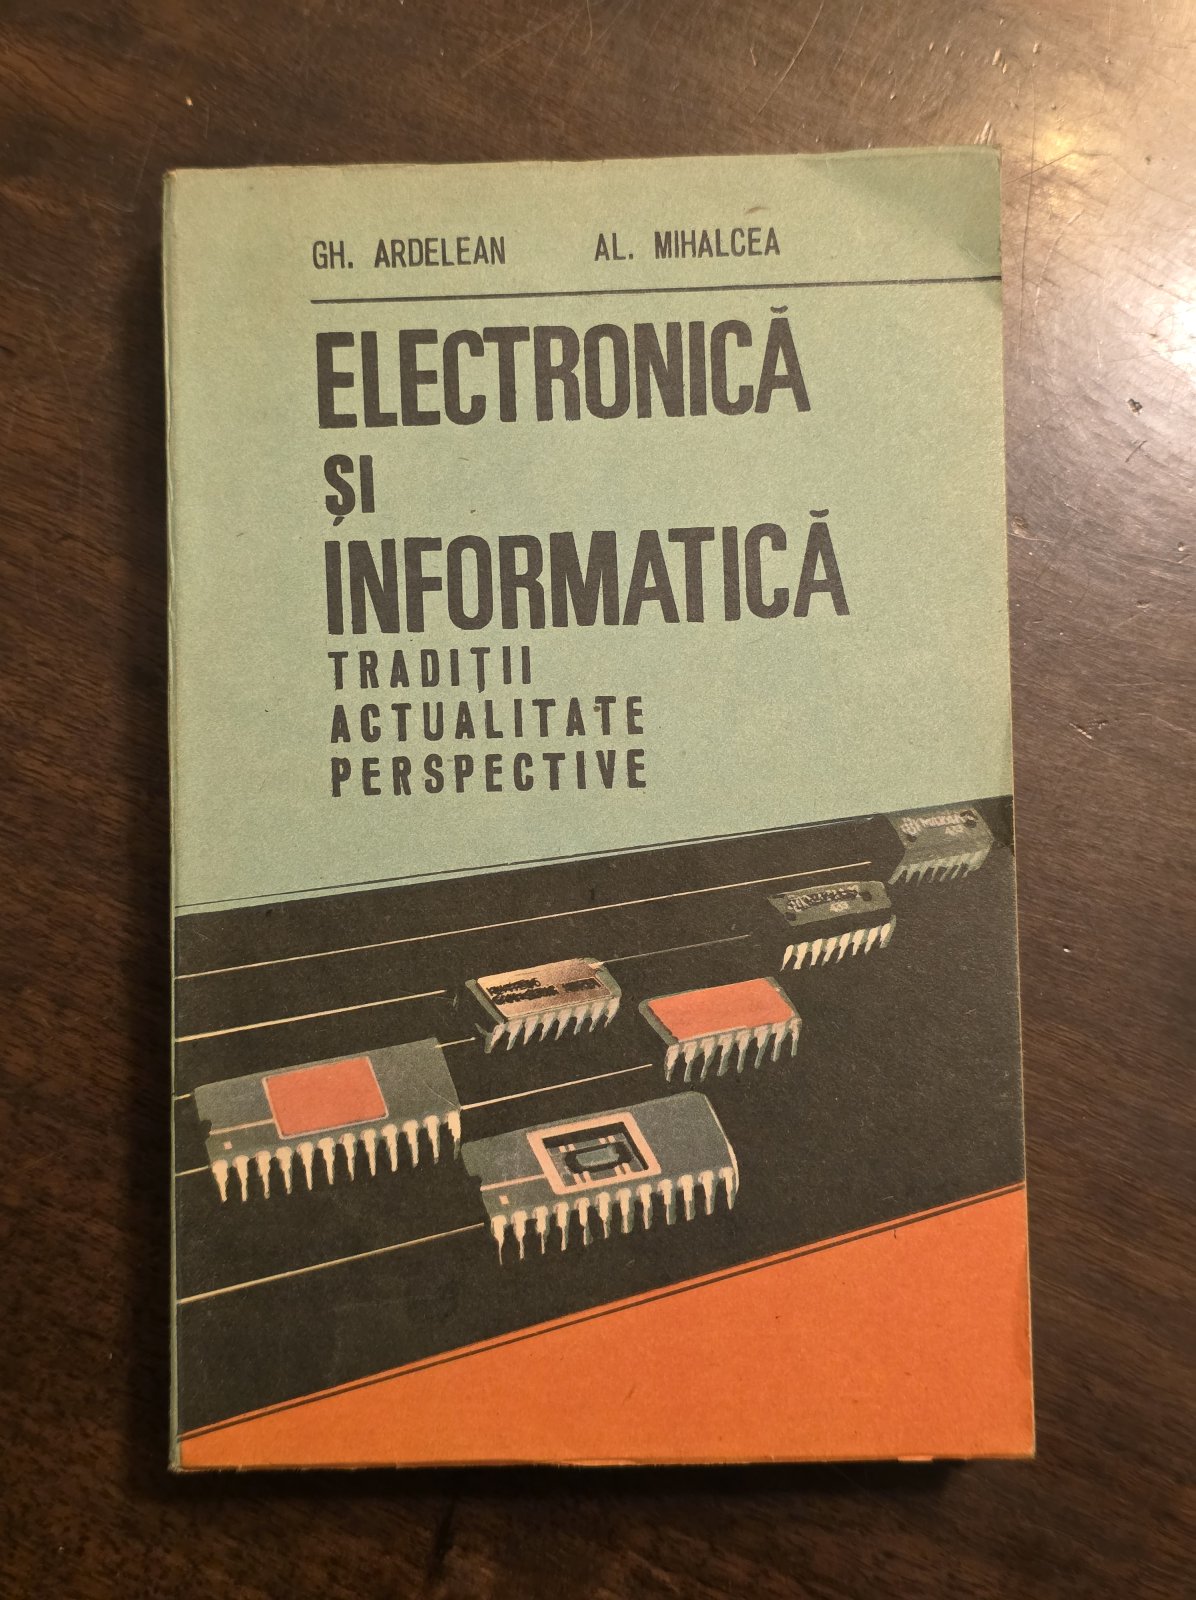 GH. ARDELEAN AL. MIHALCEA
ELECTRONICĂ
ȘI
INFORMATICĂ
TRADIȚII
ACTUALITATE
PERSPECTIVE